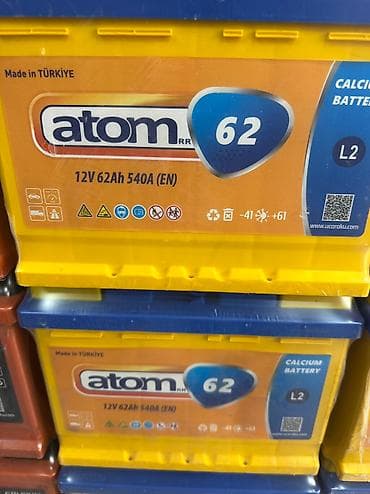 Made in TÜRKİYE
CALCI
BATTE
atom RR
62
12V 62Ah 540A (EN)
L2
-41 +61
www.ucoroku.com
Made in TÜRKİYE
CALCIUM
BATTERY
atom RR
62
12V 62Ah 540A (EN)
L2